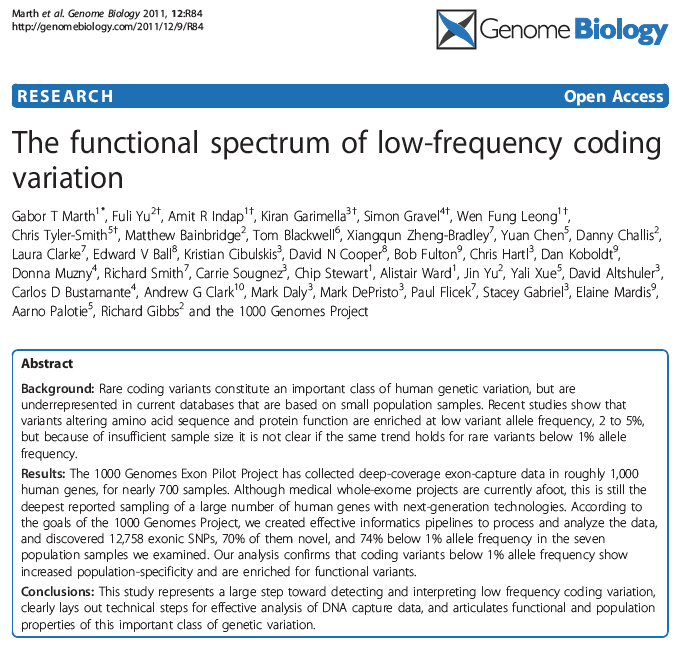 Marth et al. Genome Biology 2011, 12:R84
http://genomebiology.com/2011/12/9/R84
Genome Biology
RESEARCH Open Access
The functional spectrum of low-frequency coding
variation
Gabor T Marth1*, Fuli Yu2†, Amit R Indap1†, Kiran Garimella3†, Simon Gravel4†, Wen Fung Leong1†,
Chris Tyler-Smith5†, Matthew Bainbridge2, Tom Blackwell6, Xiangqun Zheng-Bradley7, Yuan Chen5, Danny Challis2,
Laura Clarke7, Edward V Ball8, Kristian Cibulskis3, David N Cooper8, Bob Fulton9, Chris Hartl3, Dan Koboldt9,
Donna Muzny4, Richard Smith7, Carrie Sougnez3, Chip Stewart1, Alistair Ward1, Jin Yu2, Yali Xue5, David Altshuler3,
Carlos D Bustamante4, Andrew G Clark10, Mark Daly3, Mark DePristo3, Paul Flicek7, Stacey Gabriel3, Elaine Mardis9,
Aarno Palotie5, Richard Gibbs2 and the 1000 Genomes Project
Abstract
Background: Rare coding variants constitute an important class of human genetic variation, but are
underrepresented in current databases that are based on small population samples. Recent studies show that
variants altering amino acid sequence and protein function are enriched at low variant allele frequency, 2 to 5%,
but because of insufficient sample size it is not clear if the same trend holds for rare variants below 1% allele
frequency.
Results: The 1000 Genomes Exon Pilot Project has collected deep-coverage exon-capture data in roughly 1,000
human genes, for nearly 700 samples. Although medical whole-exome projects are currently afoot, this is still the
deepest reported sampling of a large number of human genes with next-generation technologies. According to
the goals of the 1000 Genomes Project, we created effective informatics pipelines to process and analyze the data,
and discovered 12,758 exonic SNPs, 70% of them novel, and 74% below 1% allele frequency in the seven
population samples we examined. Our analysis confirms that coding variants below 1% allele frequency show
increased population-specificity and are enriched for functional variants.
Conclusions: This study represents a large step toward detecting and interpreting low frequency coding variation,
clearly lays out technical steps for effective analysis of DNA capture data, and articulates functional and population
properties of this important class of genetic variation.